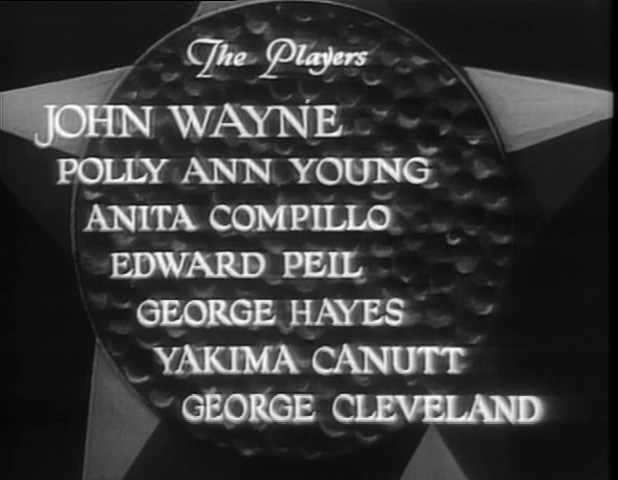 The Players
JOHN WAYNE
POLLY ANN YOUNG
ANITA COMPILLO
EDWARD PEIL
GEORGE HAYES
YAKIMA CANUTT
GEORGE CLEVELAND